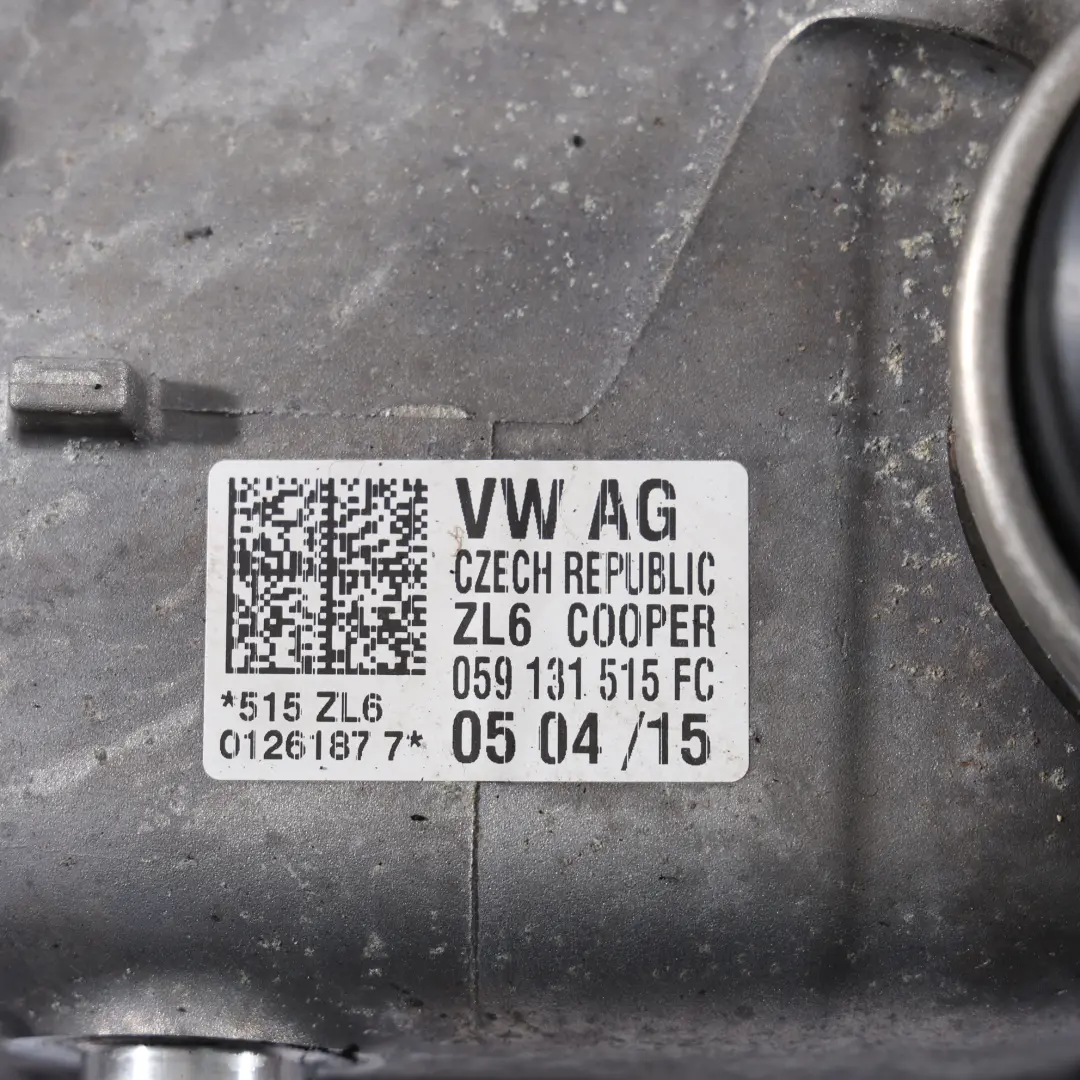 VW AG
CZECH REPUBLIC
ZL6 COOPER
059 131 515 FC
05 04 /15
*515 ZL6
0126187 7*